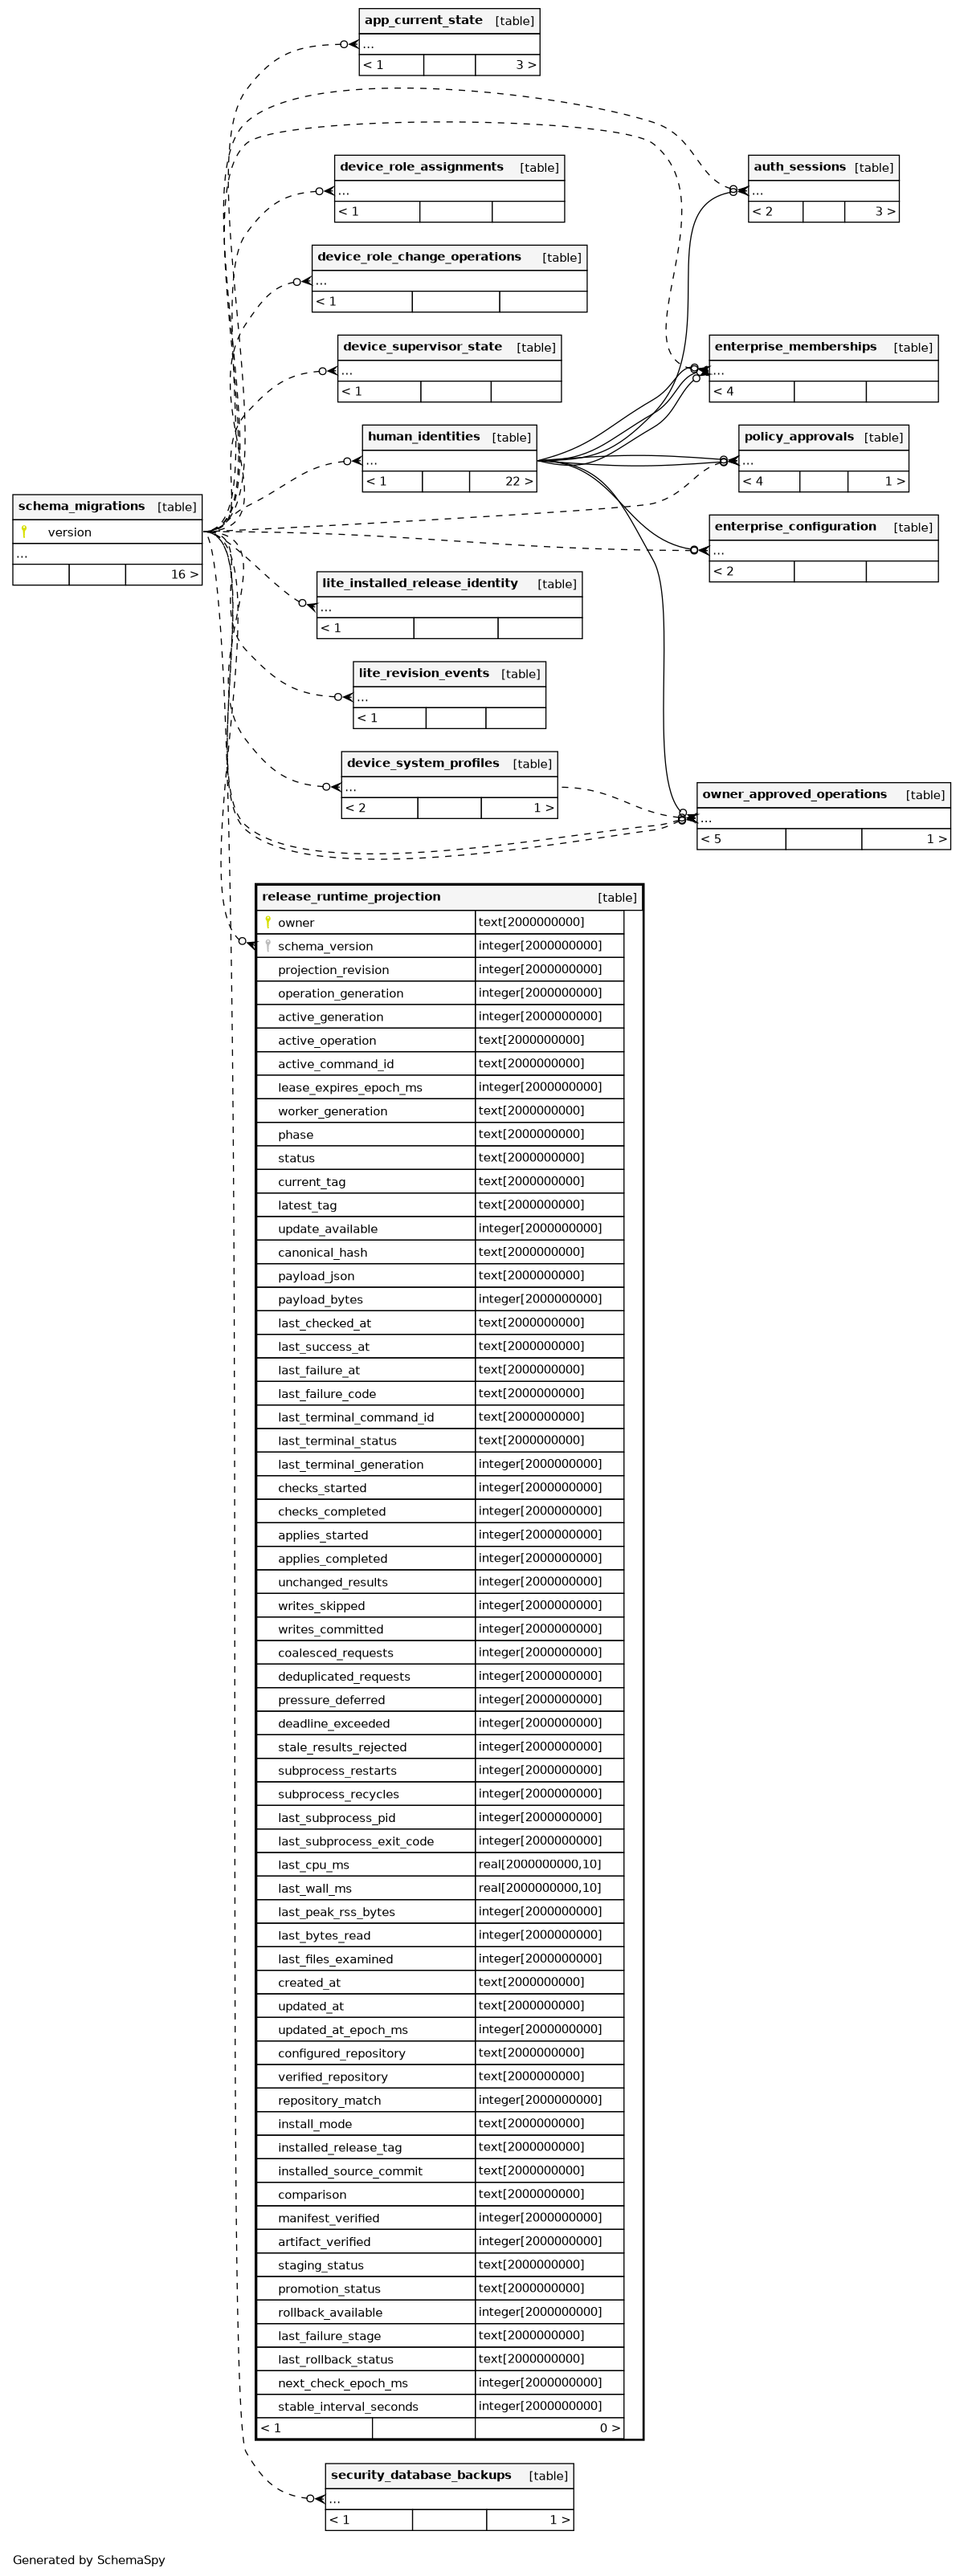 app_current_state [table]
...
< 1 3 >
device_role_assignments [table]
...
< 1
auth_sessions [table]
...
< 2 3 >
device_role_change_operations [table]
...
< 1
device_supervisor_state [table]
...
< 1
enterprise_memberships [table]
...
< 4
human_identities [table]
...
< 1 22 >
policy_approvals [table]
...
< 4 1 >
schema_migrations [table]
version
...
16 >
enterprise_configuration [table]
...
< 2
lite_installed_release_identity [table]
...
< 1
lite_revision_events [table]
...
< 1
device_system_profiles [table]
...
< 2 1 >
owner_approved_operations [table]
...
< 5 1 >
release_runtime_projection [table]
owner text[2000000000]
schema_version integer[2000000000]
projection_revision integer[2000000000]
operation_generation integer[2000000000]
active_generation integer[2000000000]
active_operation text[2000000000]
active_command_id text[2000000000]
lease_expires_epoch_ms integer[2000000000]
worker_generation text[2000000000]
phase text[2000000000]
status text[2000000000]
current_tag text[2000000000]
latest_tag text[2000000000]
update_available integer[2000000000]
canonical_hash text[2000000000]
payload_json text[2000000000]
payload_bytes integer[2000000000]
last_checked_at text[2000000000]
last_success_at text[2000000000]
last_failure_at text[2000000000]
last_failure_code text[2000000000]
last_terminal_command_id text[2000000000]
last_terminal_status text[2000000000]
last_terminal_generation integer[2000000000]
checks_started integer[2000000000]
checks_completed integer[2000000000]
applies_started integer[2000000000]
applies_completed integer[2000000000]
unchanged_results integer[2000000000]
writes_skipped integer[2000000000]
writes_committed integer[2000000000]
coalesced_requests integer[2000000000]
deduplicated_requests integer[2000000000]
pressure_deferred integer[2000000000]
deadline_exceeded integer[2000000000]
stale_results_rejected integer[2000000000]
subprocess_restarts integer[2000000000]
subprocess_recycles integer[2000000000]
last_subprocess_pid integer[2000000000]
last_subprocess_exit_code integer[2000000000]
last_cpu_ms real[2000000000,10]
last_wall_ms real[2000000000,10]
last_peak_rss_bytes integer[2000000000]
last_bytes_read integer[2000000000]
last_files_examined integer[2000000000]
created_at text[2000000000]
updated_at text[2000000000]
updated_at_epoch_ms integer[2000000000]
configured_repository text[2000000000]
verified_repository text[2000000000]
repository_match integer[2000000000]
install_mode text[2000000000]
installed_release_tag text[2000000000]
installed_source_commit text[2000000000]
comparison text[2000000000]
manifest_verified integer[2000000000]
artifact_verified integer[2000000000]
staging_status text[2000000000]
promotion_status text[2000000000]
rollback_available integer[2000000000]
last_failure_stage text[2000000000]
last_rollback_status text[2000000000]
next_check_epoch_ms integer[2000000000]
stable_interval_seconds integer[2000000000]
< 1 0 >
security_database_backups [table]
...
< 1 1 >
Generated by SchemaSpy